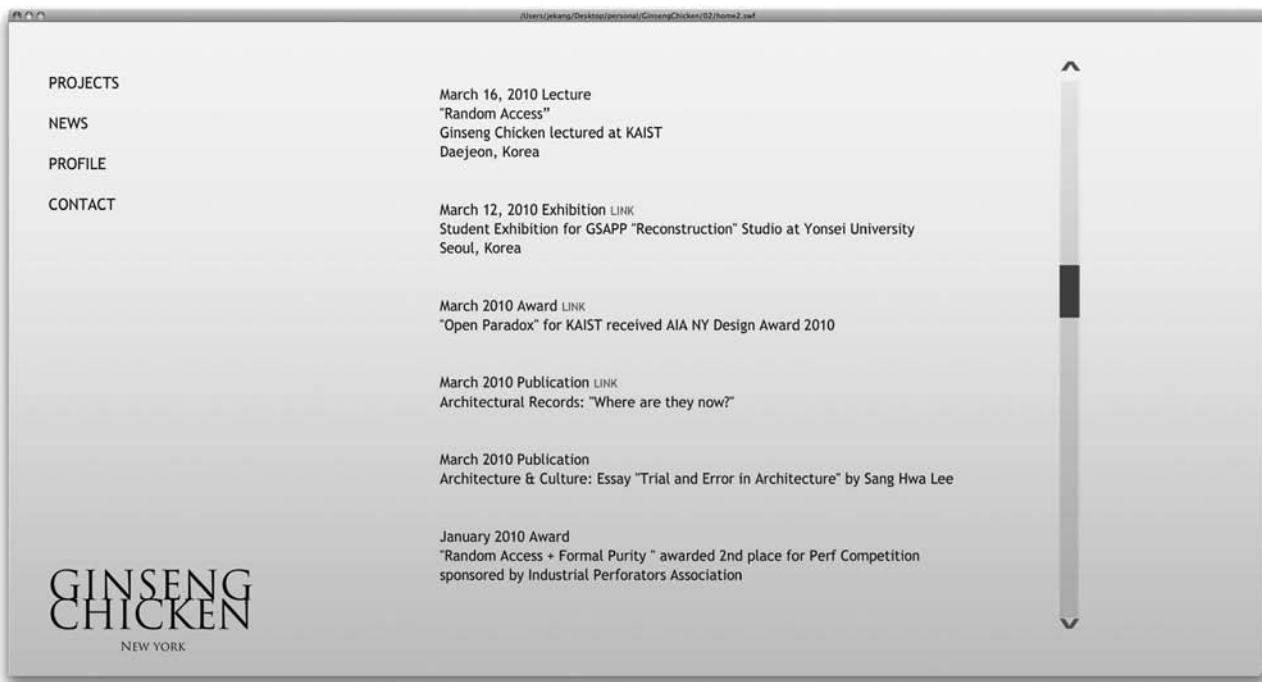 /Users/jekang/Desktop/personal/GinsengChicken/02/home2.swf
PROJECTS
NEWS
PROFILE
CONTACT
March 16, 2010 Lecture
"Random Access”
Ginseng Chicken lectured at KAIST
Daejeon, Korea
March 12, 2010 Exhibition LINK
Student Exhibition for GSAPP "Reconstruction" Studio at Yonsei University
Seoul, Korea
March 2010 Award LINK
"Open Paradox" for KAIST received AIA NY Design Award 2010
March 2010 Publication LINK
Architectural Records: "Where are they now?"
March 2010 Publication
Architecture & Culture: Essay "Trial and Error in Architecture" by Sang Hwa Lee
January 2010 Award
"Random Access + Formal Purity " awarded 2nd place for Perf Competition
sponsored by Industrial Perforators Association
GINSENG
CHICKEN
NEW YORK